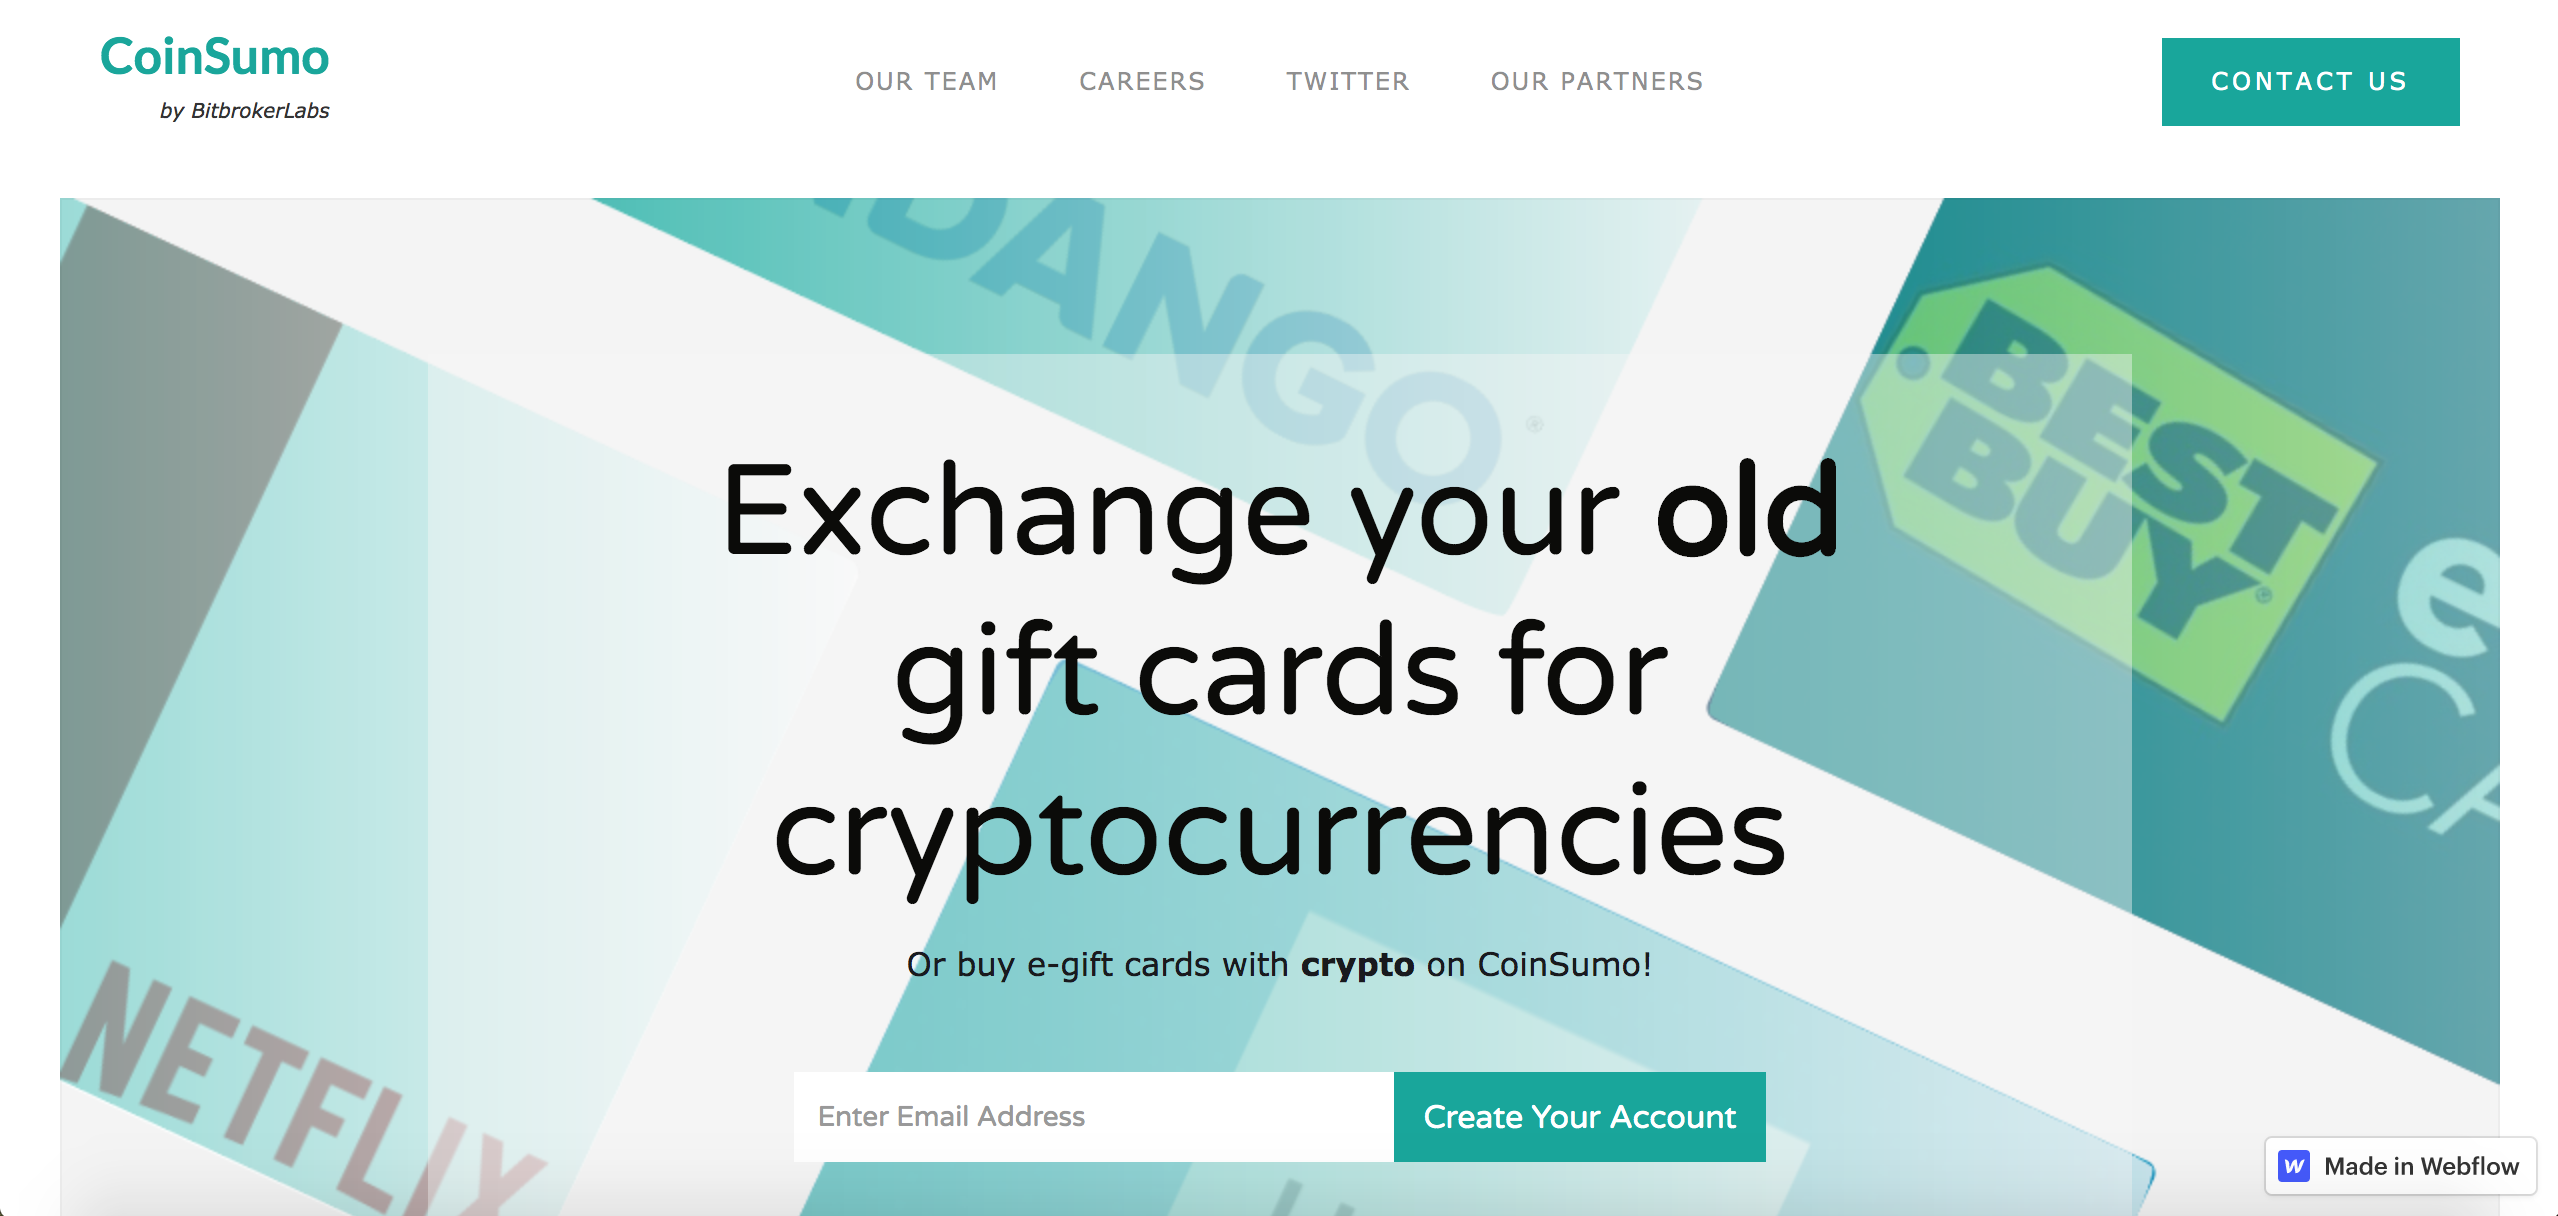 CoinSumo
by BitbrokerLabs
OUR TEAM
CAREERS
TWITTER
OUR PARTNERS
CONTACT US
BEST
BUY
®
Exchange your old
gift cards for
cryptocurrencies
Or buy e-gift cards with crypto on CoinSumo!
NETFLIX
Enter Email Address
Create Your Account
Made in Webflow